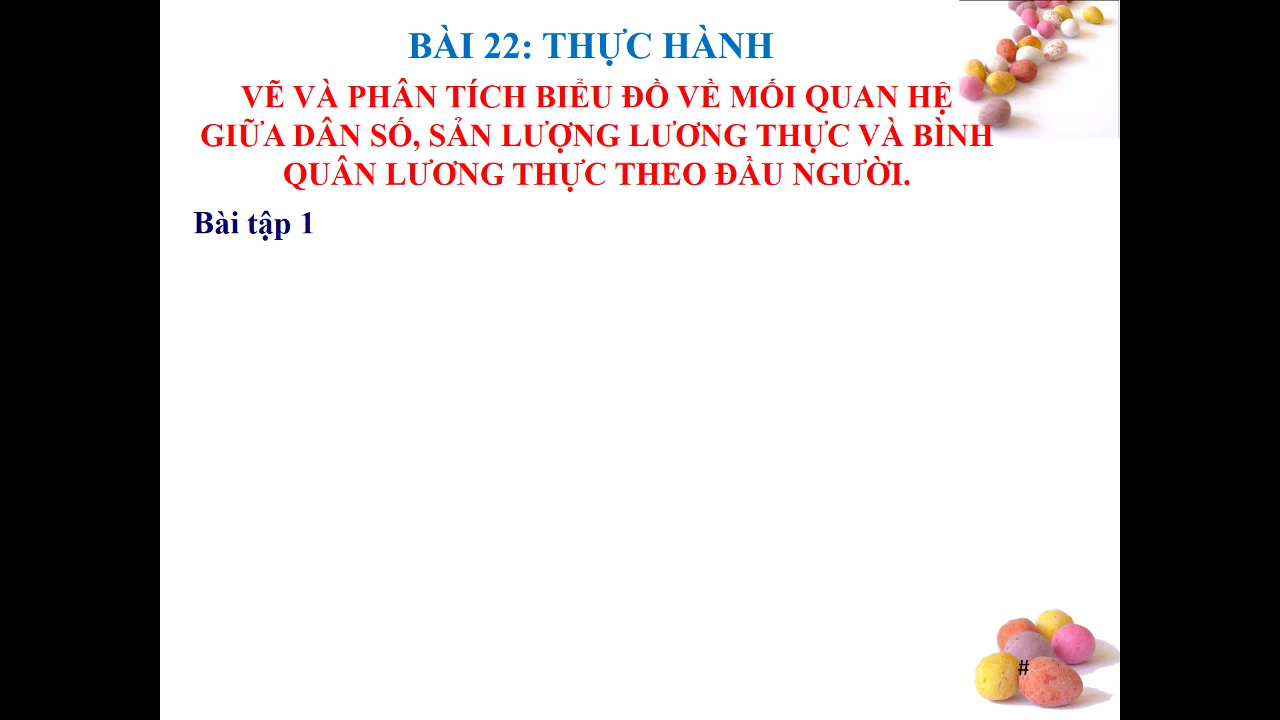 BÀI 22: THỰC HÀNH
VẼ VÀ PHÂN TÍCH BIỂU ĐỒ VỀ MỐI QUAN HỆ
GIỮA DÂN SỐ, SẢN LƯỢNG LƯƠNG THỰC VÀ BÌNH
QUÂN LƯƠNG THỰC THEO ĐẦU NGƯỜI.
Bài tập 1
#